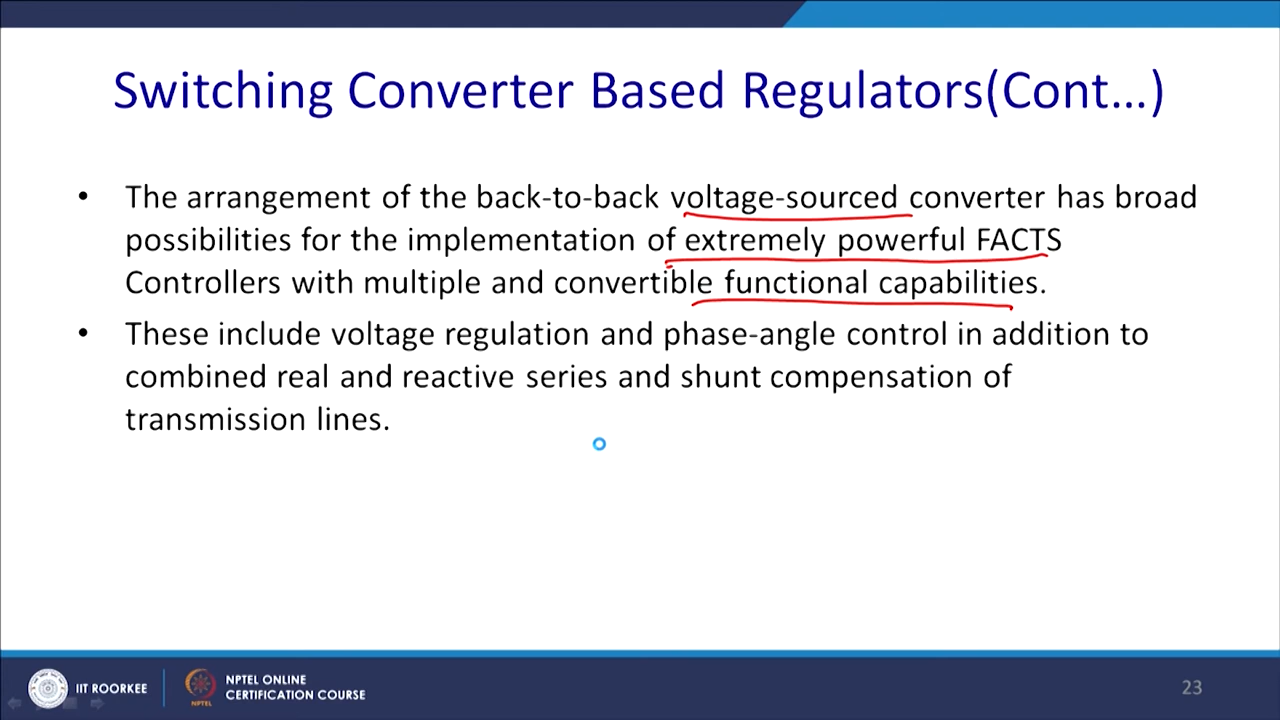 Switching Converter Based Regulators(Cont...)
• The arrangement of the back-to-back voltage-sourced converter has broad
possibilities for the implementation of extremely powerful FACTS
Controllers with multiple and convertible functional capabilities.
• These include voltage regulation and phase-angle control in addition to
combined real and reactive series and shunt compensation of
transmission lines.
IIT ROORKEE
NPTEL ONLINE
CERTIFICATION COURSE
NPTEL
23